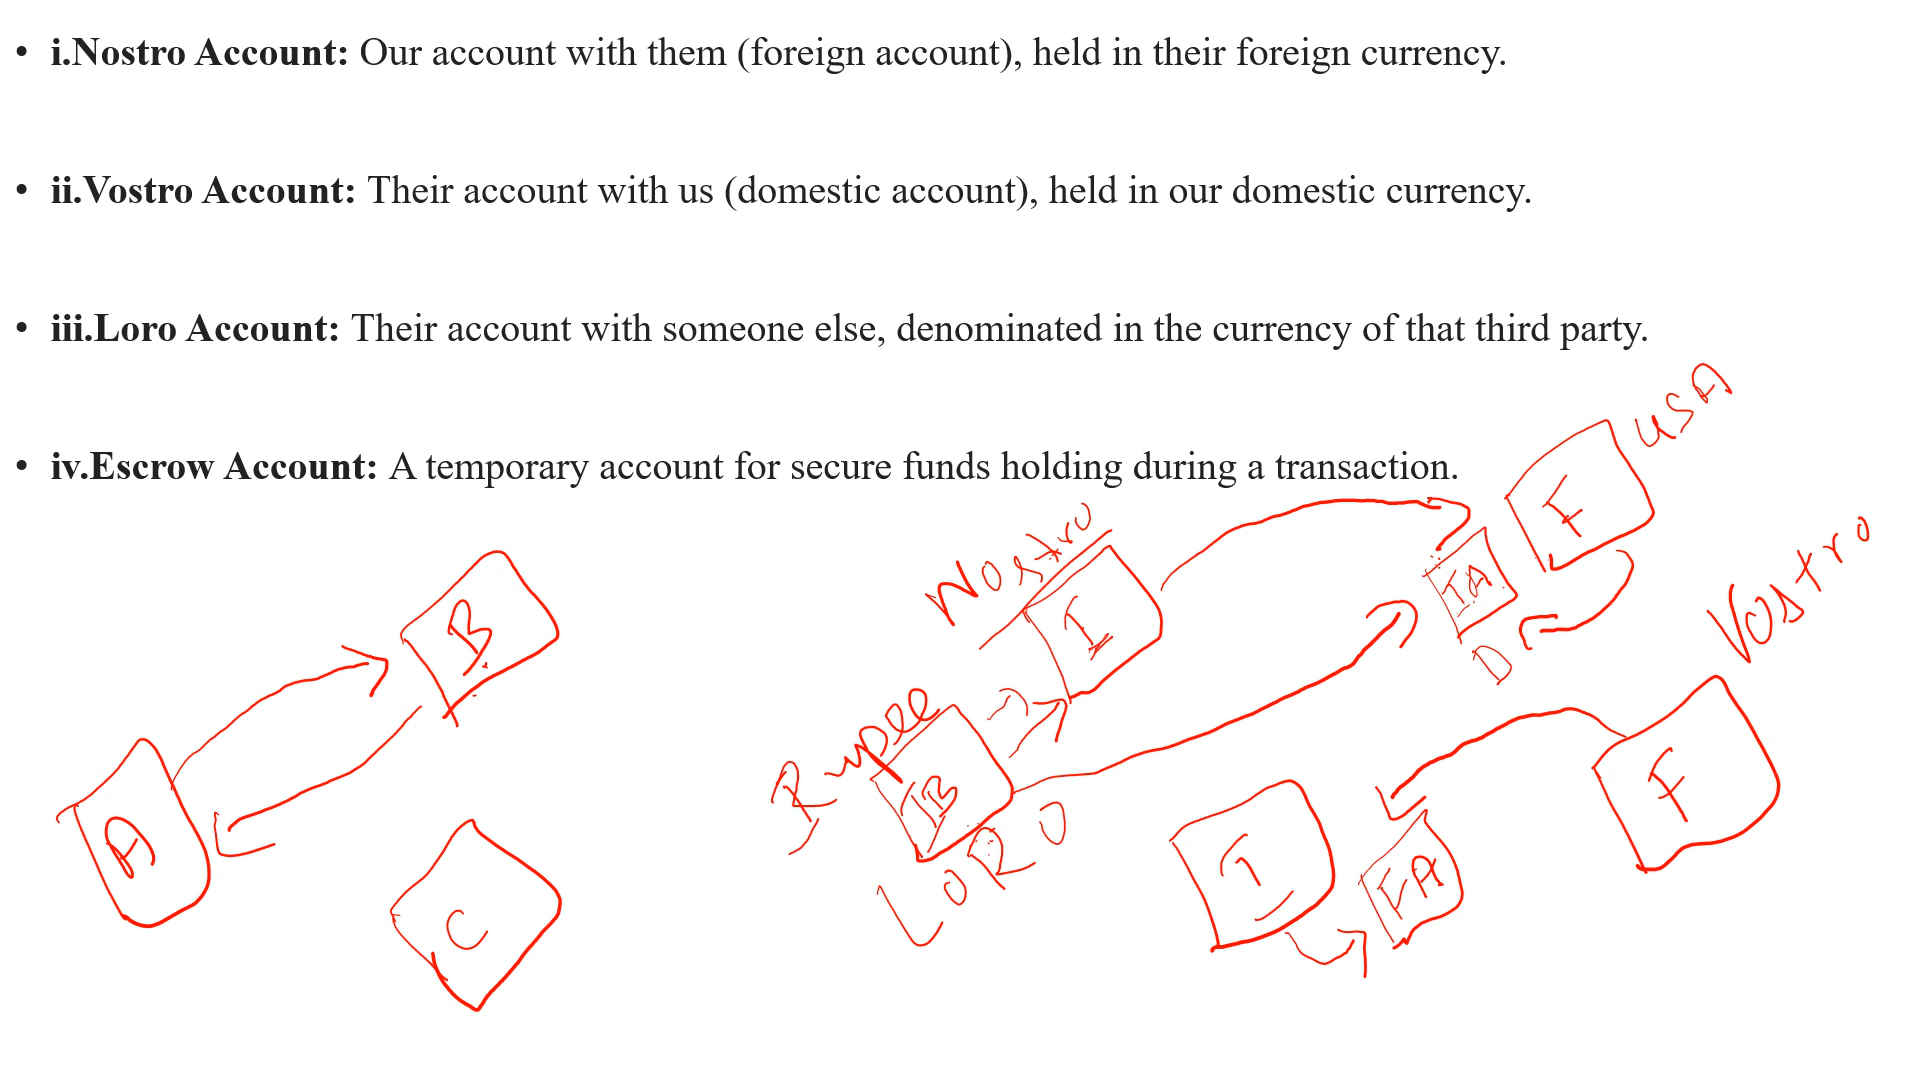 • i.Nostro Account: Our account with them (foreign account), held in their foreign currency.
• ii.Vostro Account: Their account with us (domestic account), held in our domestic currency.
• iii.Loro Account: Their account with someone else, denominated in the currency of that third party.
• iv.Escrow Account: A temporary account for secure funds holding during a transaction.
USA
F
Nostro
IA
Vostro
B
I
D
Rupee
IB
F
A
LORO
I
FA
C